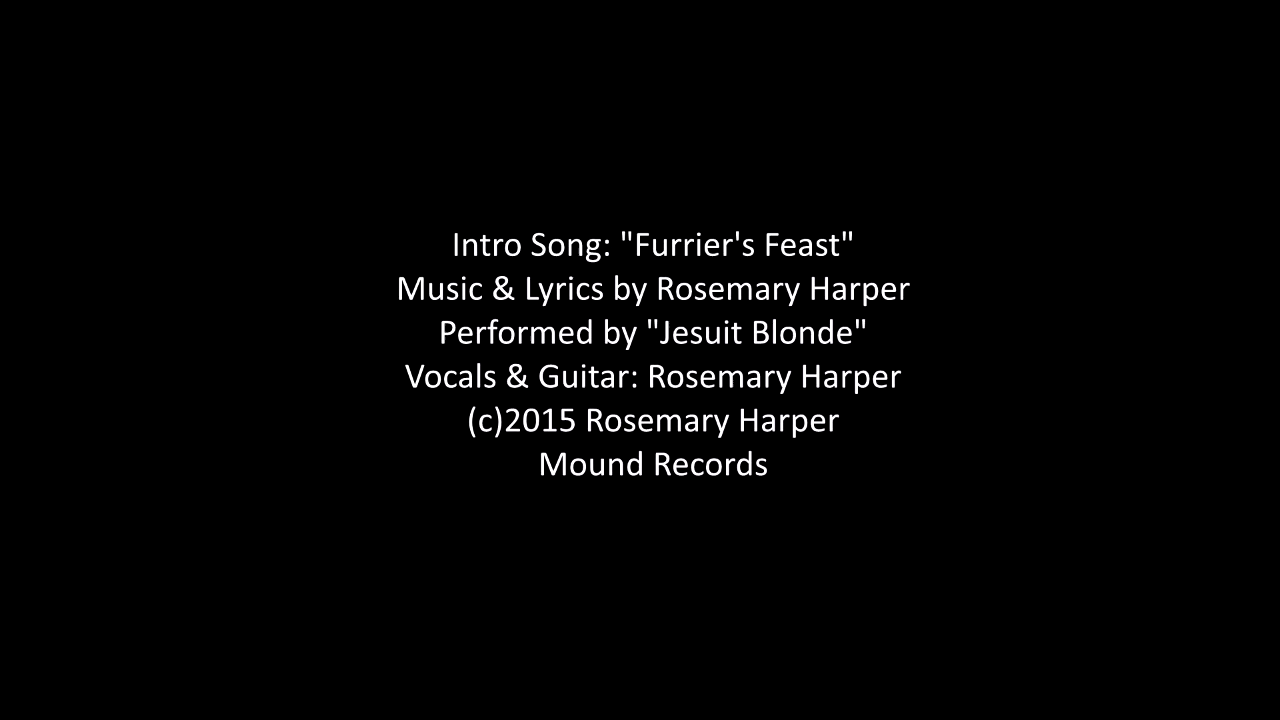 Intro Song: "Furrier's Feast"
Music & Lyrics by Rosemary Harper
Performed by "Jesuit Blonde"
Vocals & Guitar: Rosemary Harper
(c)2015 Rosemary Harper
Mound Records